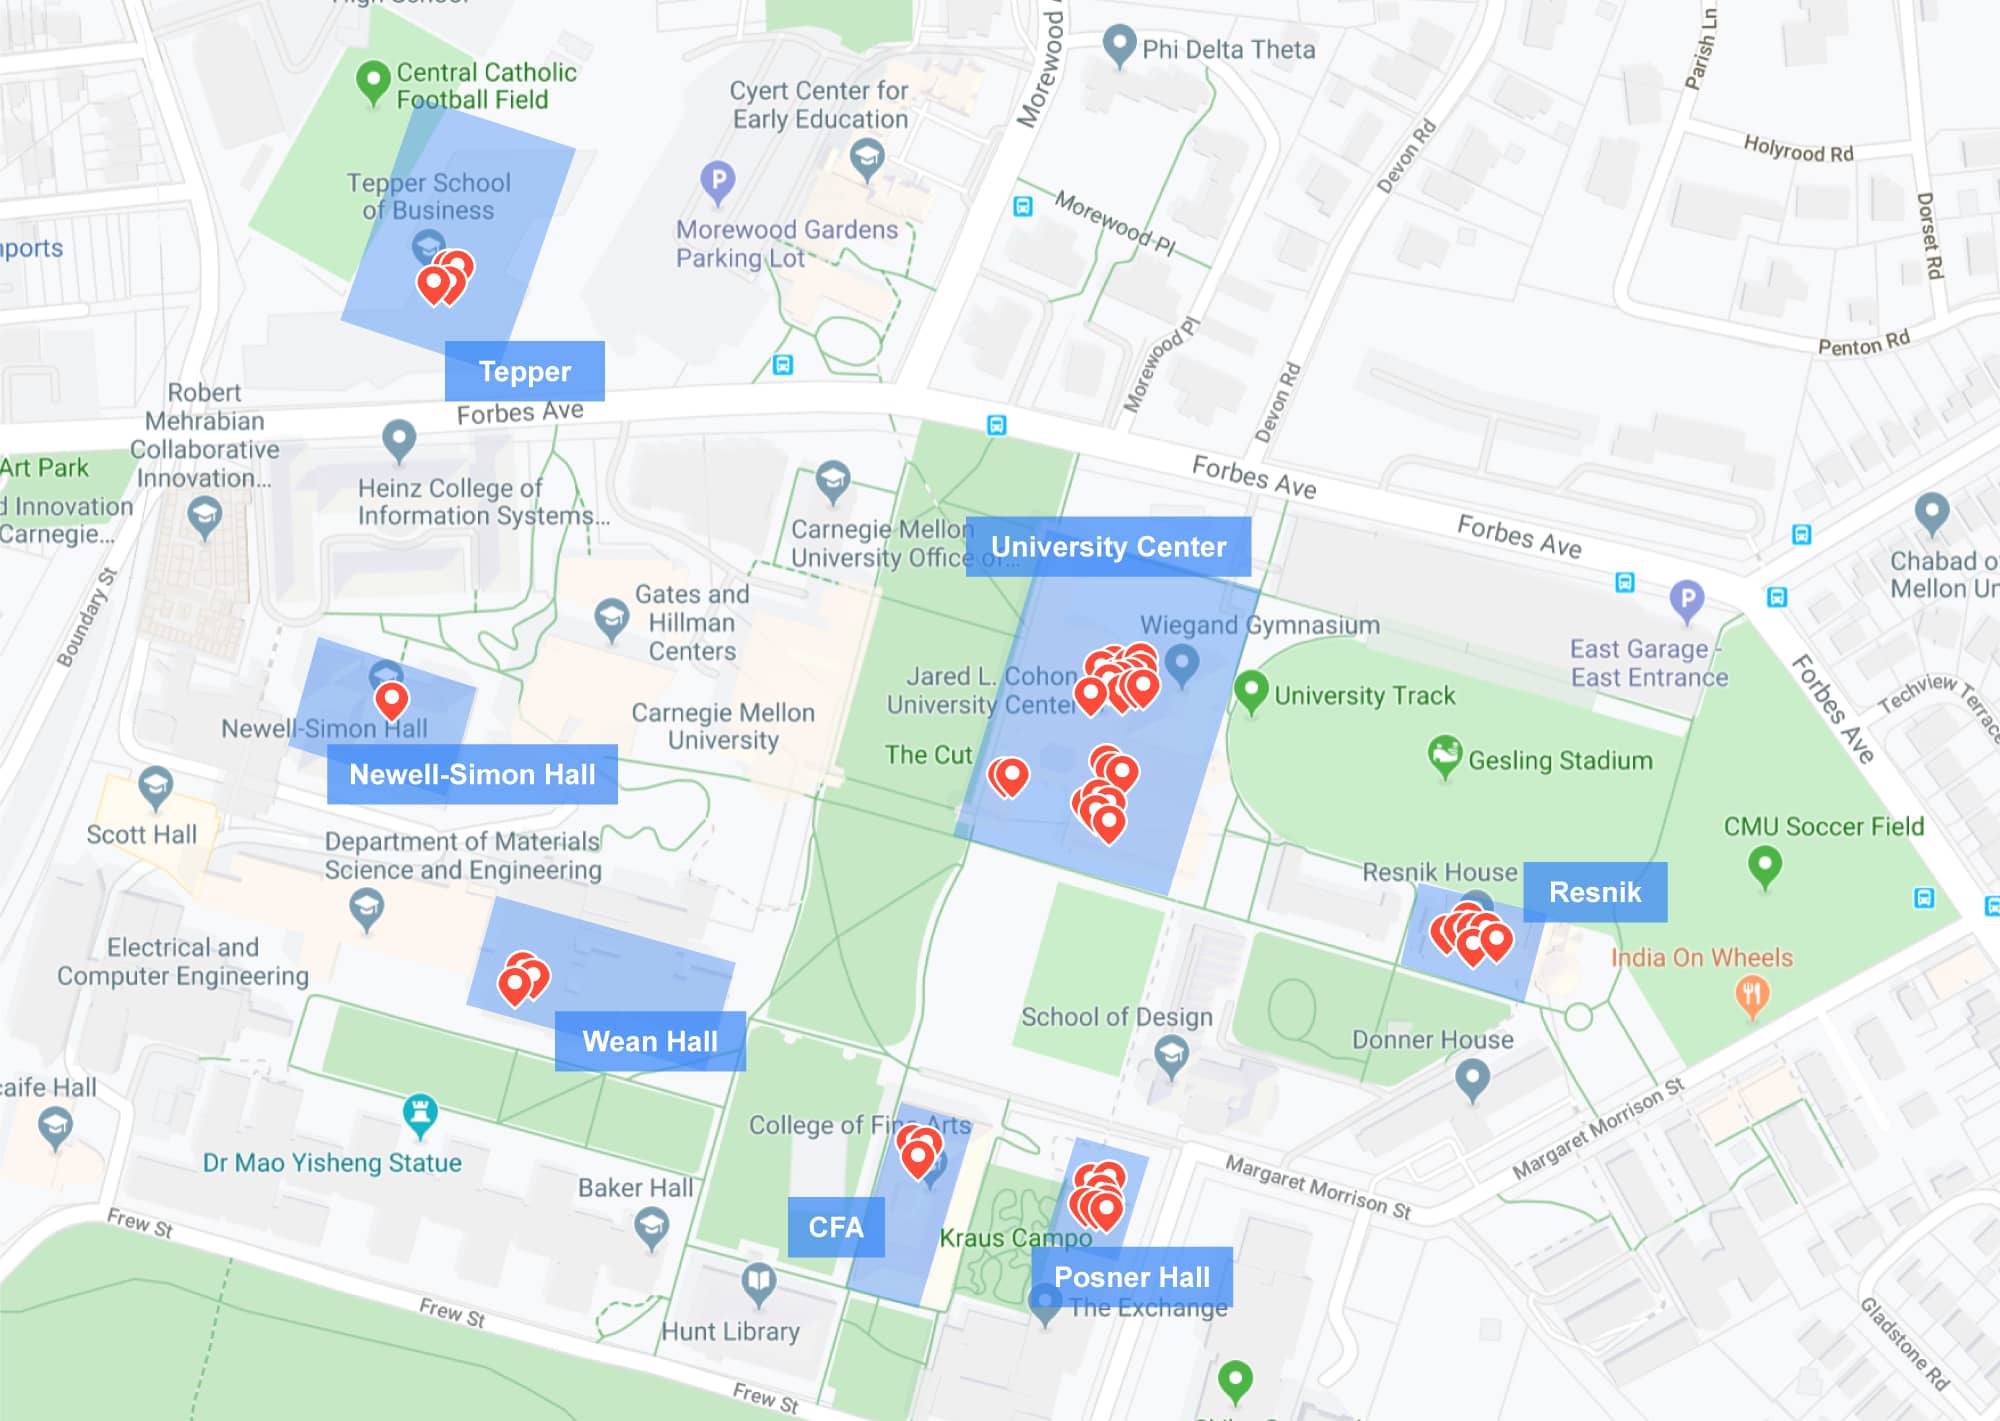 High School
Central Catholic
Football Field
Tepper School
of Business
Tepper
Cyert Center for
Early Education
Morewood Gardens
Parking Lot
Phi Delta Theta
Morewood
Morewood Pl
Morewood Pl
Devon Rd
Devon Rd
Parish Ln
Holyrood Rd
Dorset Rd
Penton Rd
Forbes Ave
Forbes Ave
Forbes Ave
Forbes Ave
Robert
Mehrabian
Collaborative
Innovation...
Art Park
d Innovation
Carnegie...
Heinz College of
Information Systems...
Carnegie Mellon
University Office of...
University Center
Wiegand Gymnasium
Chabad o
Mellon Un
Boundary St
Gates and
Hillman
Centers
Jared L. Cohon
University Center
University Track
East Garage -
East Entrance
Techview Terrace
Newell-Simon Hall
Newell-Simon Hall
Carnegie Mellon
University
The Cut
Gesling Stadium
Scott Hall
Department of Materials
Science and Engineering
CMU Soccer Field
Resnik House
Resnik
Electrical and
Computer Engineering
India On Wheels
Wean Hall
School of Design
Donner House
caife Hall
Dr Mao Yisheng Statue
College of Fine Arts
Margaret Morrison St
Margaret Morrison St
Baker Hall
CFA
Kraus Campo
Posner Hall
The Exchange
Frew St
Frew St
Frew St
Hunt Library
Gladstone Rd
P
P